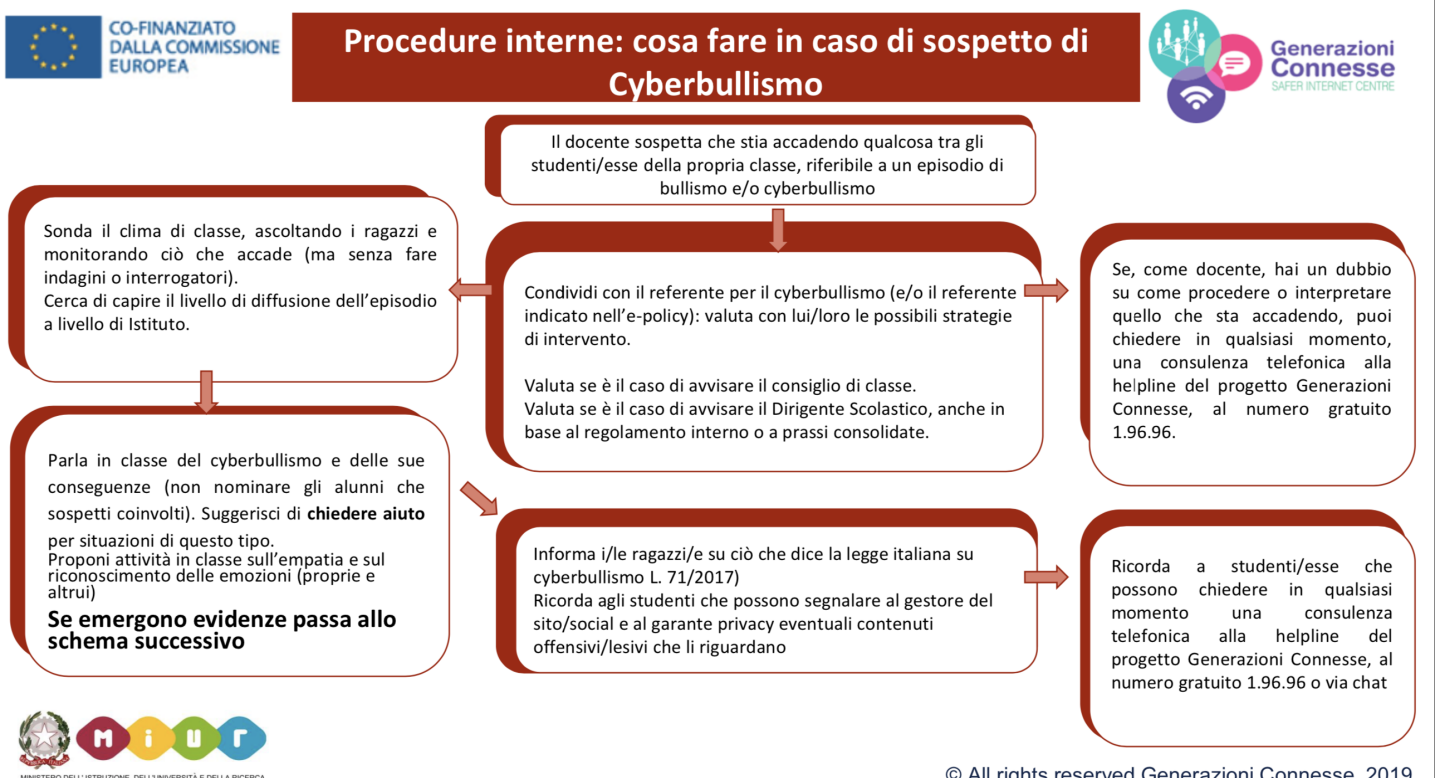 CO-FINANZIATO
DALLA COMMISSIONE
EUROPEA
Procedure interne: cosa fare in caso di sospetto di
Cyberbullismo
Generazioni
Connesse
SAFER INTERNET CENTRE
Il docente sospetta che stia accadendo qualcosa tra gli
studenti/esse della propria classe, riferibile a un episodio di
bullismo e/o cyberbullismo
Sonda il clima di classe, ascoltando i ragazzi e
monitorando ciò che accade (ma senza fare
indagini o interrogatori).
Cerca di capire il livello di diffusione dell'episodio
a livello di Istituto.
Condividi con il referente per il cyberbullismo (e/o il referente
indicato nell'e-policy): valuta con lui/loro le possibili strategie
di intervento.
Valuta se è il caso di avvisare il consiglio di classe.
Valuta se è il caso di avvisare il Dirigente Scolastico, anche in
base al regolamento interno o a prassi consolidate.
Se, come docente, hai un dubbio
su come procedere o interpretare
quello che sta accadendo, puoi
chiedere in qualsiasi momento,
una consulenza telefonica alla
helpline del progetto Generazioni
Connesse, al numero gratuito
1.96.96.
Parla in classe del cyberbullismo e delle sue
conseguenze (non nominare gli alunni che
sospetti coinvolti). Suggerisci di chiedere aiuto
per situazioni di questo tipo.
Proponi attività in classe sull'empatia e sul
riconoscimento delle emozioni (proprie e
altrui)
Se emergono evidenze passa allo
schema successivo
Informa i/le ragazzi/e su ciò che dice la legge italiana su
cyberbullismo L. 71/2017)
Ricorda agli studenti che possono segnalare al gestore del
sito/social e al garante privacy eventuali contenuti
offensivi/lesivi che li riguardano
Ricorda a studenti/esse che
possono chiedere in qualsiasi
momento una consulenza
telefonica alla helpline del
progetto Generazioni Connesse, al
numero gratuito 1.96.96 o via chat
MIUR
MINISTERO DELL'ISTRUZIONE, DELL'UNIVERSITÀ E DELLA RICERCA
© All rights reserved Generazioni Connesse, 2019